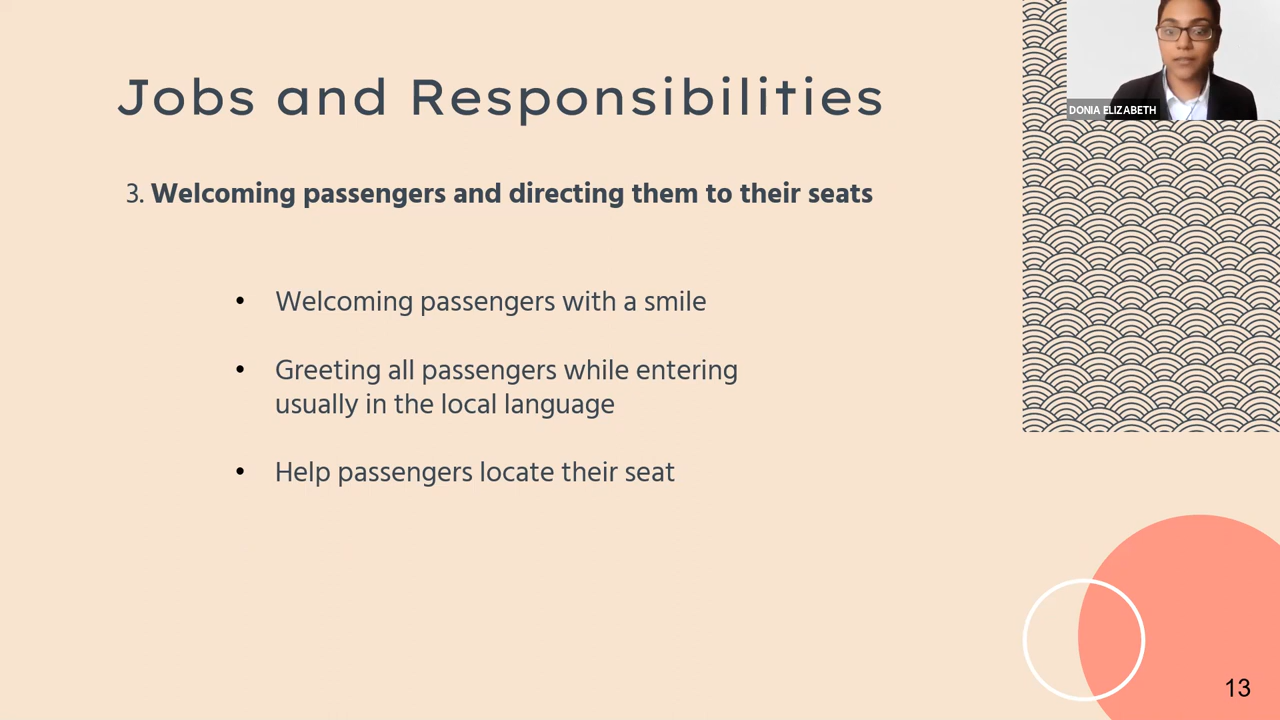 Jobs and Responsibilities
DONIA ELIZABETH
3. Welcoming passengers and directing them to their seats
• Welcoming passengers with a smile
• Greeting all passengers while entering
usually in the local language
• Help passengers locate their seat
13